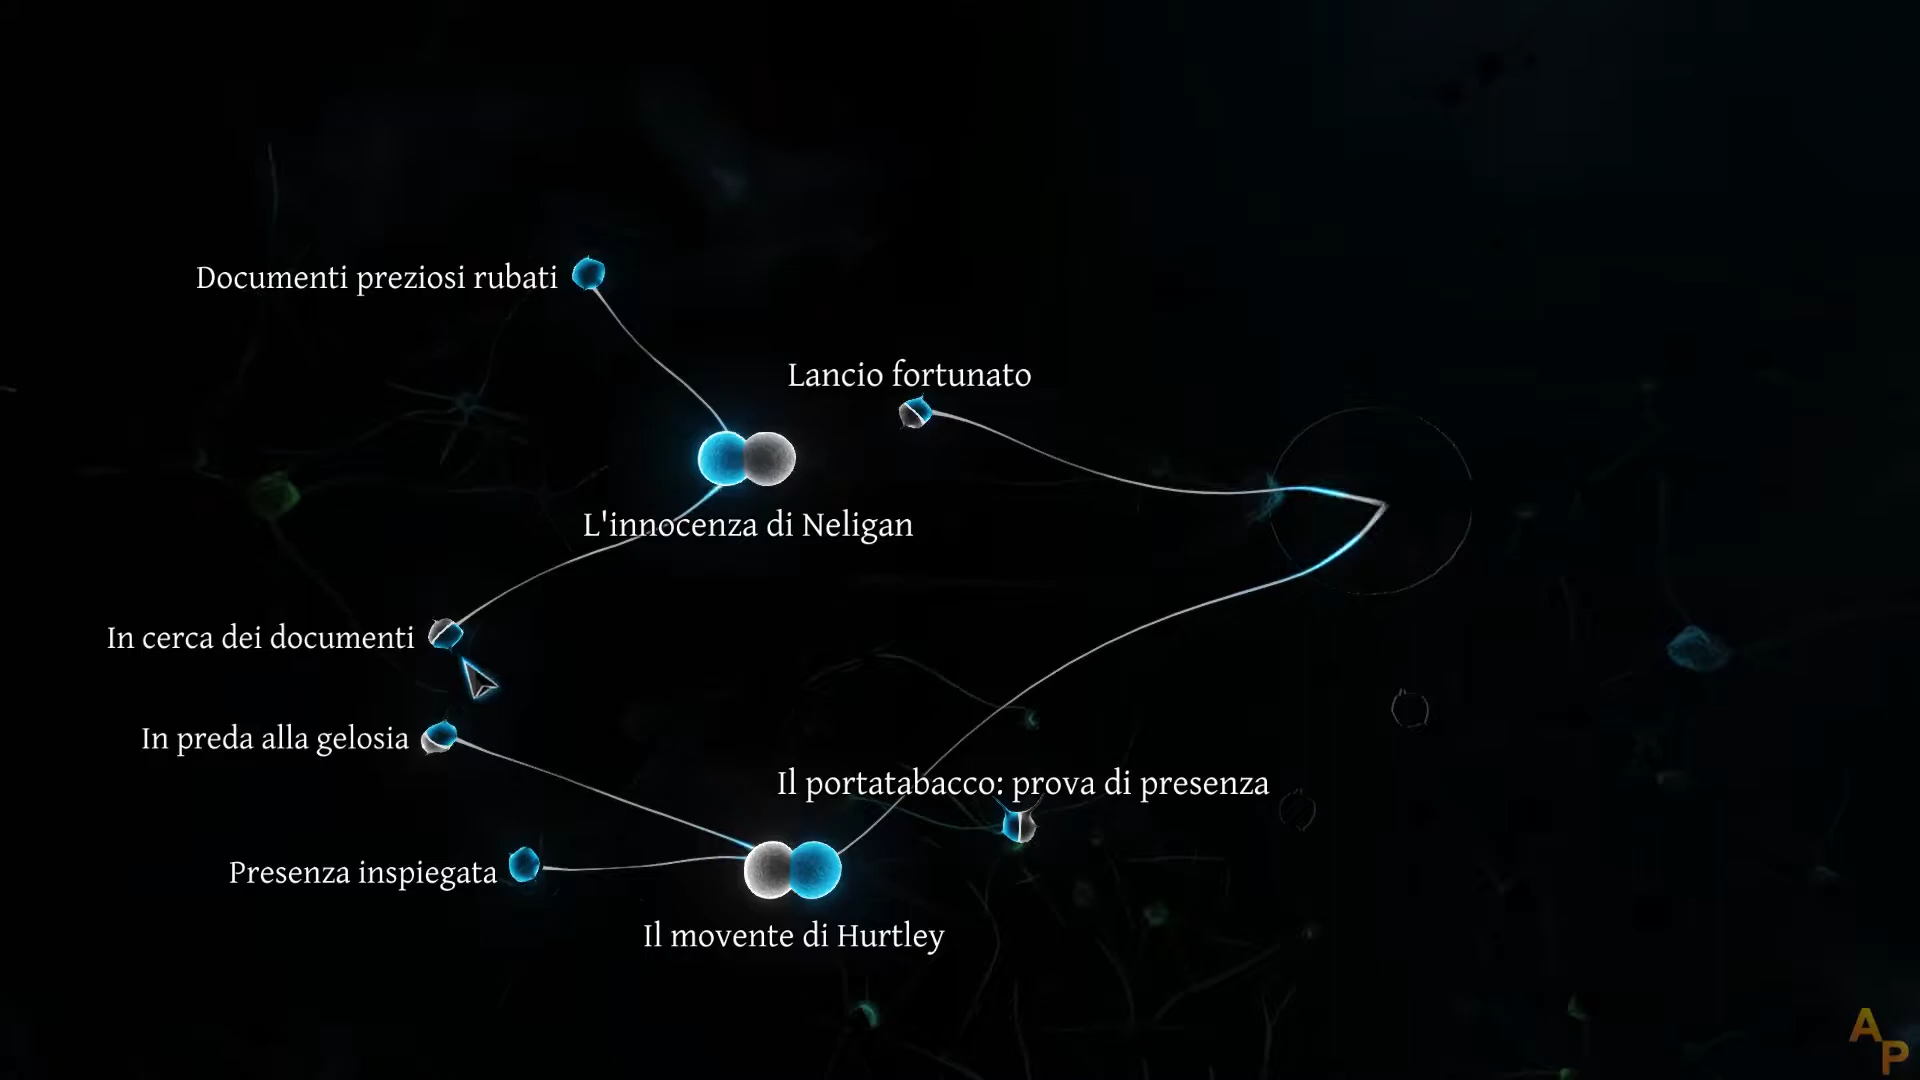 Documenti preziosi rubati
Lancio fortunato
L'innocenza di Neligan
In cerca dei documenti
In preda alla gelosia
Il portatabacco: prova di presenza
Presenza inspiegata
Il movente di Hurtley
AP